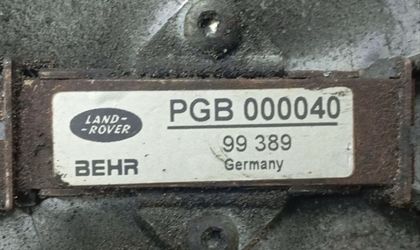 LAND-
-ROVER
PGB 000040
99 389
BEHR
Germany